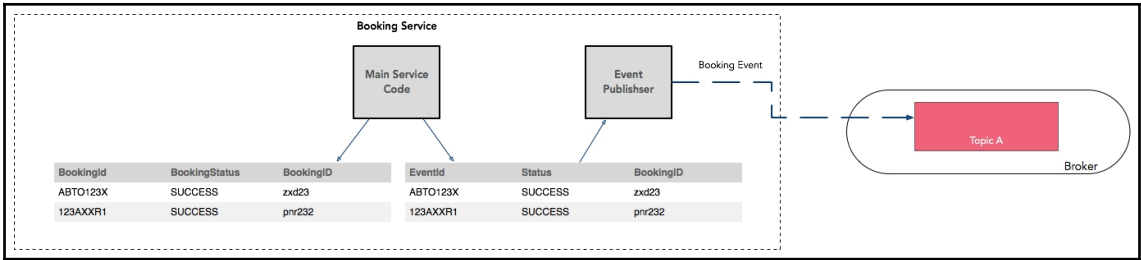 Booking Service
Main Service
Code
Event
Publishser
Booking Event
Topic A
Broker
BookingId BookingStatus BookingID
ABTO123X SUCCESS zxd23
123AXXR1 SUCCESS pnr232
EventId Status BookingID
ABTO123X SUCCESS zxd23
123AXXR1 SUCCESS pnr232